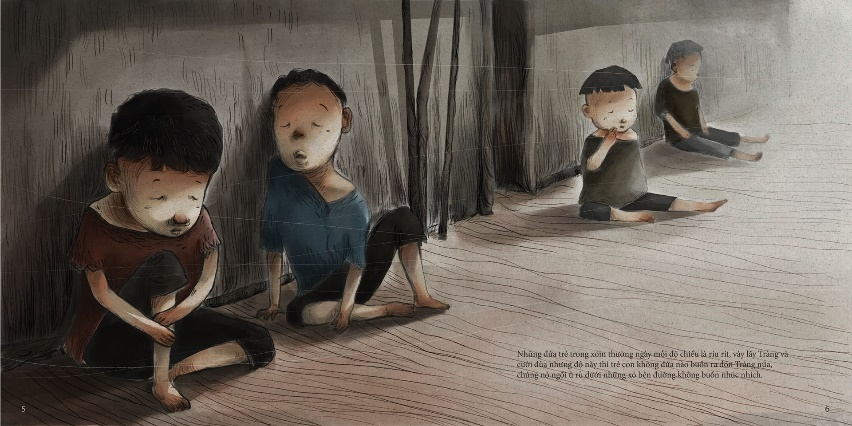 Những đứa trẻ trong xóm thường ngày mỗi độ chiều là ríu rít, vây lấy Tràng và
cười đùa nhưng độ này thì trẻ con không đứa nào buồn ra đón Tràng nữa,
chúng nó ngồi ủ rũ dưới những xó bên đường không buồn nhúc nhích.
5
6